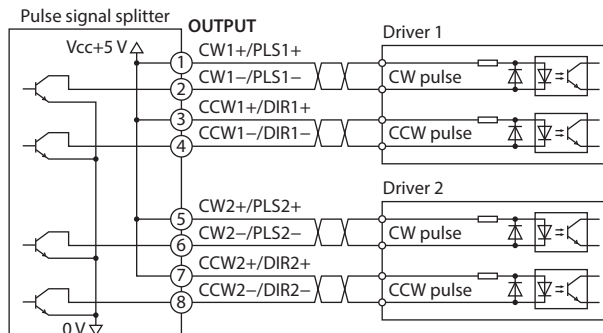 Pulse signal splitter
OUTPUT
Vcc+5 V
Driver 1
1 CW1+/PLS1+
2 CW1−/PLS1− CW pulse
3 CCW1+/DIR1+
4 CCW1−/DIR1− CCW pulse
Driver 2
5 CW2+/PLS2+
6 CW2−/PLS2− CW pulse
7 CCW2+/DIR2+
8 CCW2−/DIR2− CCW pulse
0 V